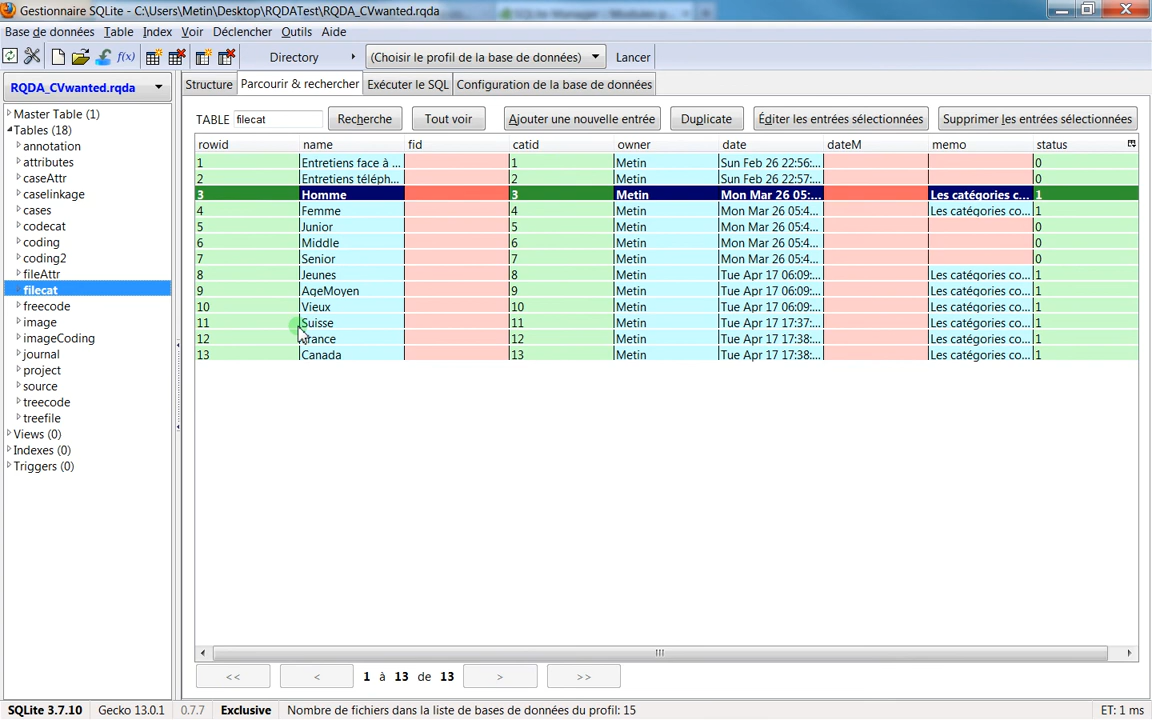 Gestionnaire SQLite - C:\Users\Metin\Desktop\RQDATest\RQDA_CVwanted.rqda
Base de données Table Index Voir Déclencher Outils Aide
f(x) Directory (Choisir le profil de la base de données) Lancer
RQDA_CVwanted.rqda
Structure Parcourir & rechercher Exécuter le SQL Configuration de la base de données
Master Table (1)
Tables (18)
annotation
attributes
caseAttr
caselinkage
cases
codecat
coding
coding2
fileAttr
filecat
freecode
image
imageCoding
journal
project
source
treecode
treefile
Views (0)
Indexes (0)
Triggers (0)
TABLE filecat Recherche Tout voir Ajouter une nouvelle entrée Duplicate Éditer les entrées sélectionnées Supprimer les entrées sélectionnées
rowid name fid catid owner date dateM memo status
1 Entretiens face à ... 1 Metin Sun Feb 26 22:56:... 0
2 Entretiens téléph... 2 Metin Sun Feb 26 22:57:... 0
3 Homme 3 Metin Mon Mar 26 05:... Les catégories c... 1
4 Femme 4 Metin Mon Mar 26 05:4... Les catégories co... 1
5 Junior 5 Metin Mon Mar 26 05:4... 0
6 Middle 6 Metin Mon Mar 26 05:4... 0
7 Senior 7 Metin Mon Mar 26 05:4... 0
8 Jeunes 8 Metin Tue Apr 17 06:09:... Les catégories co... 1
9 AgeMoyen 9 Metin Tue Apr 17 06:09:... Les catégories co... 1
10 Vieux 10 Metin Tue Apr 17 06:09:... Les catégories co... 1
11 Suisse 11 Metin Tue Apr 17 17:37:... Les catégories co... 1
12 France 12 Metin Tue Apr 17 17:38:... Les catégories co... 1
13 Canada 13 Metin Tue Apr 17 17:38:... Les catégories co... 1
<< < 1 à 13 de 13 > >>
SQLite 3.7.10 Gecko 13.0.1 0.7.7 Exclusive Nombre de fichiers dans la liste de bases de données du profil: 15 ET: 1 ms